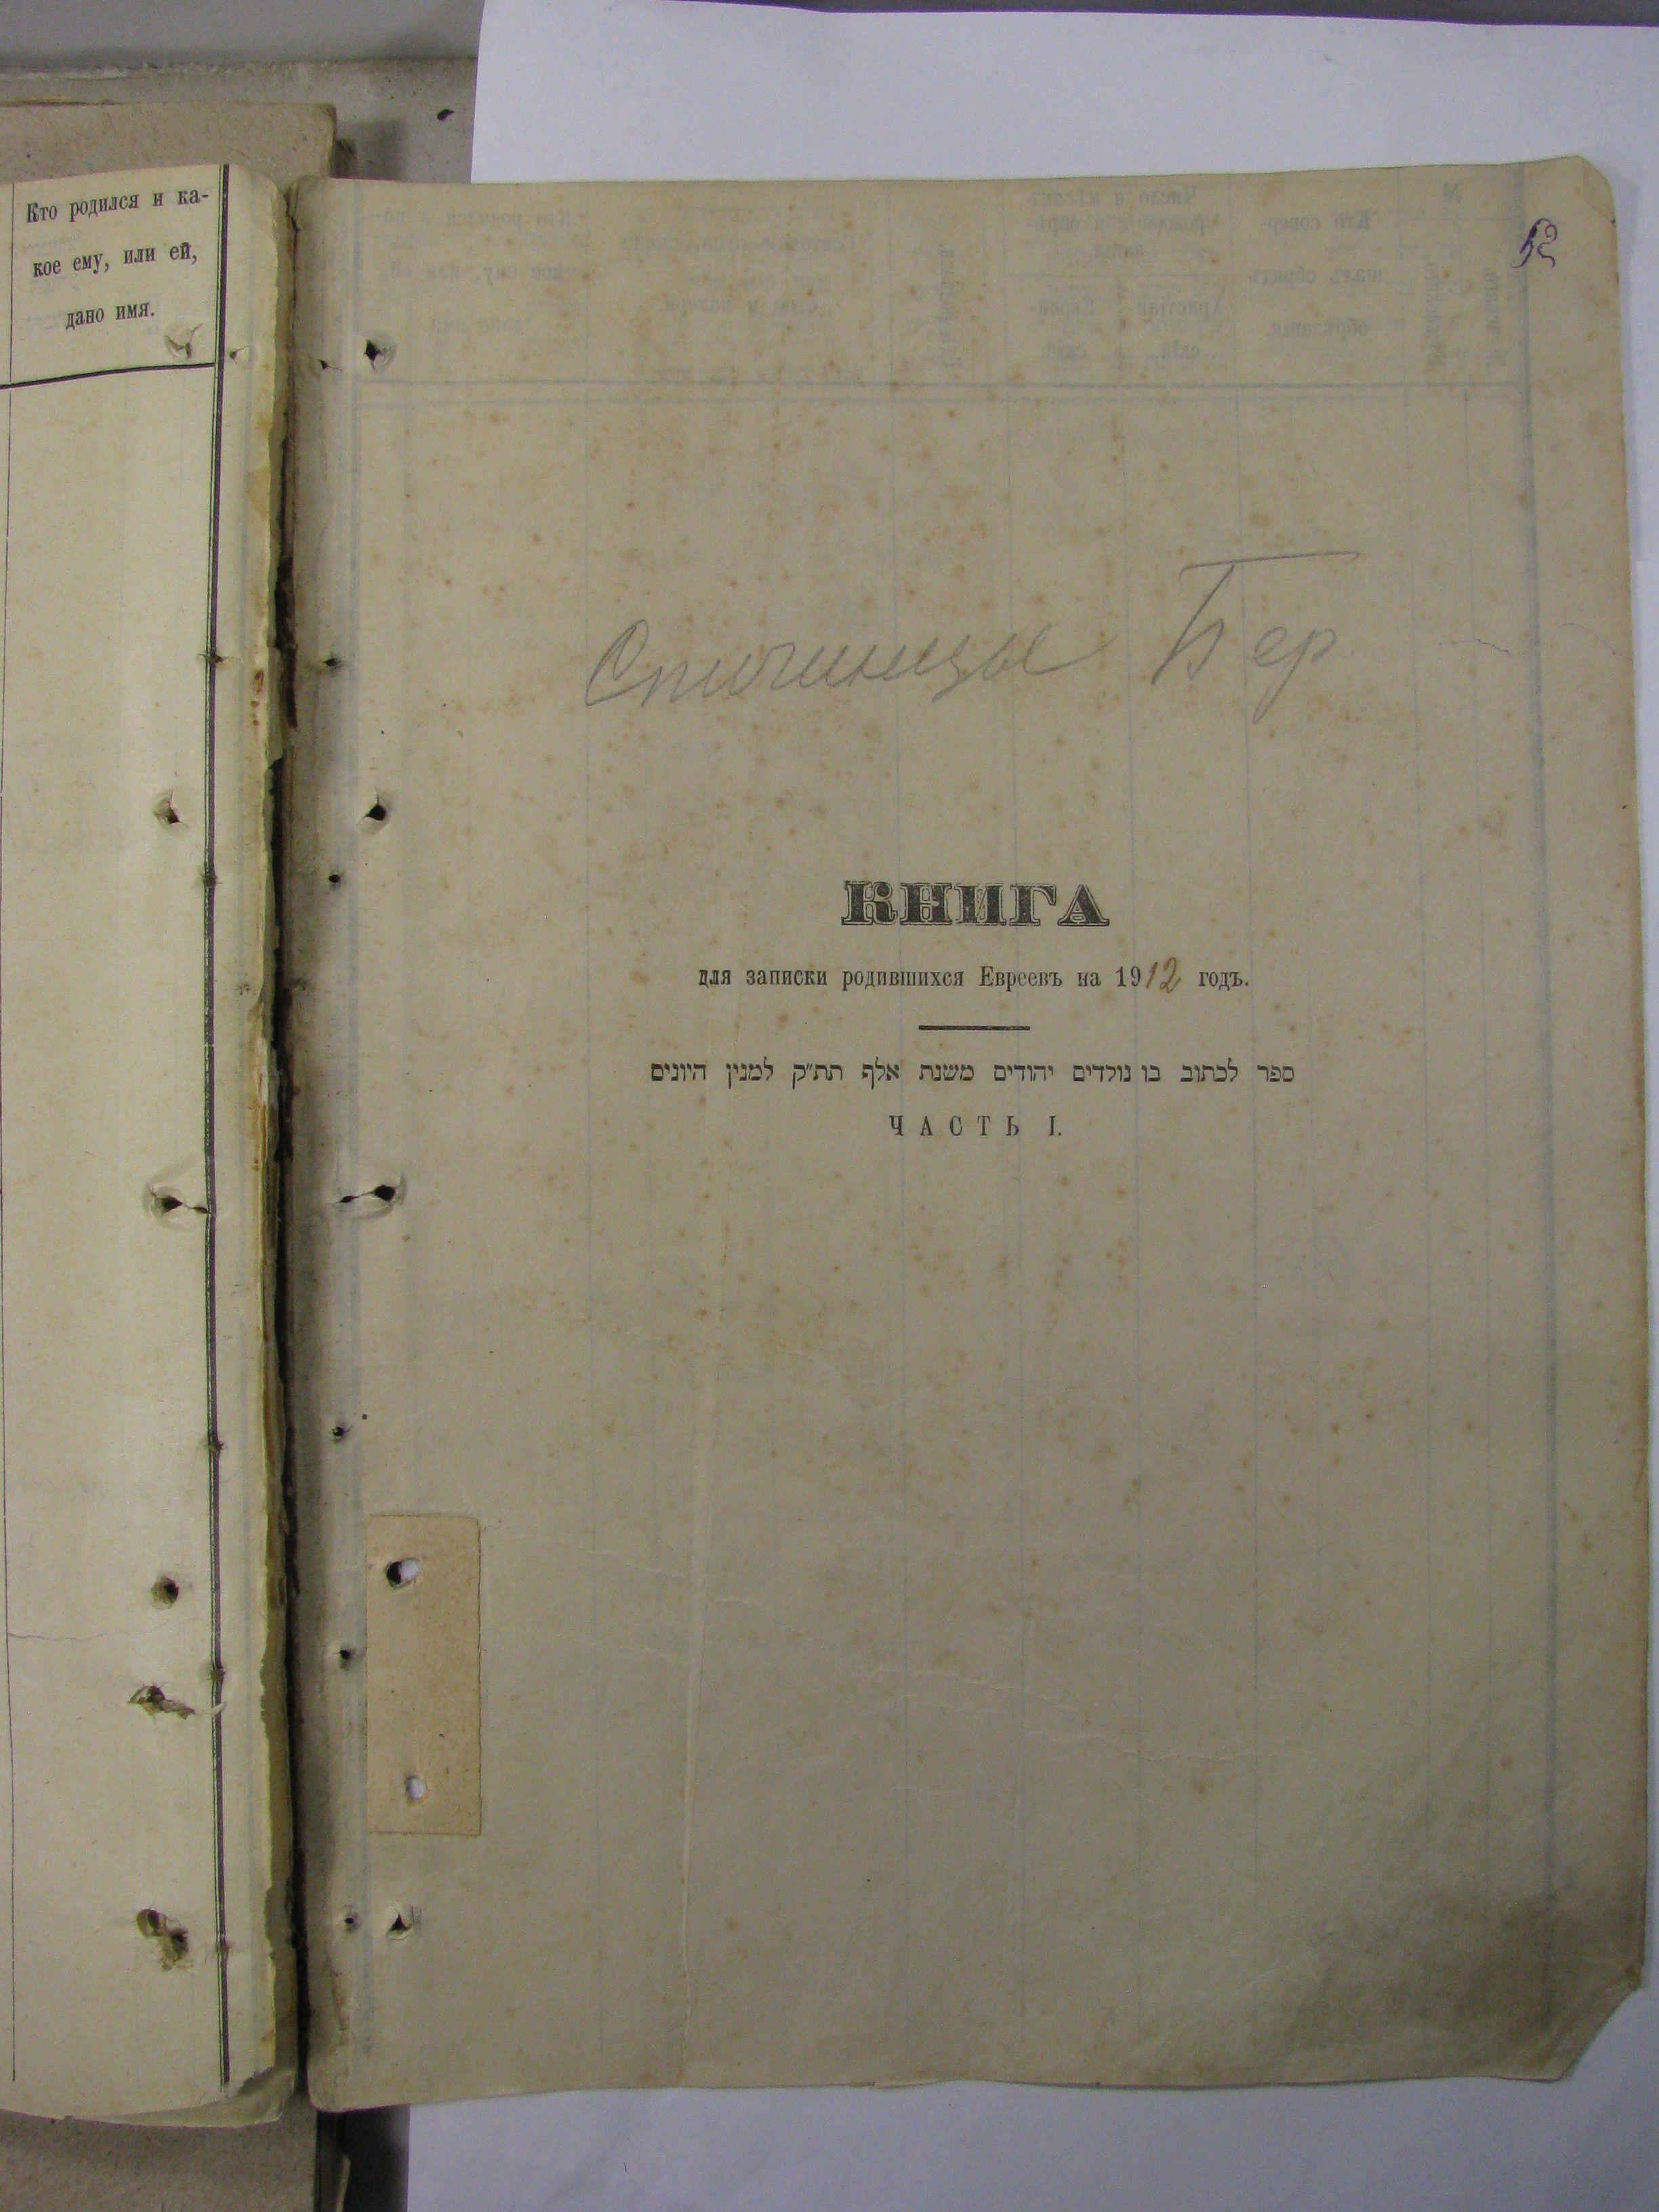 Кто родился и ка-
кое ему, или ей,
дано имя.
52
Спичинцы Бер
КНИГА
для записки родившихся Евреевъ на 1912 годъ.
ספר לכתוב בו נולדים יהודים משנת אלף תת״ק למנין היונים
ЧАСТЬ I.